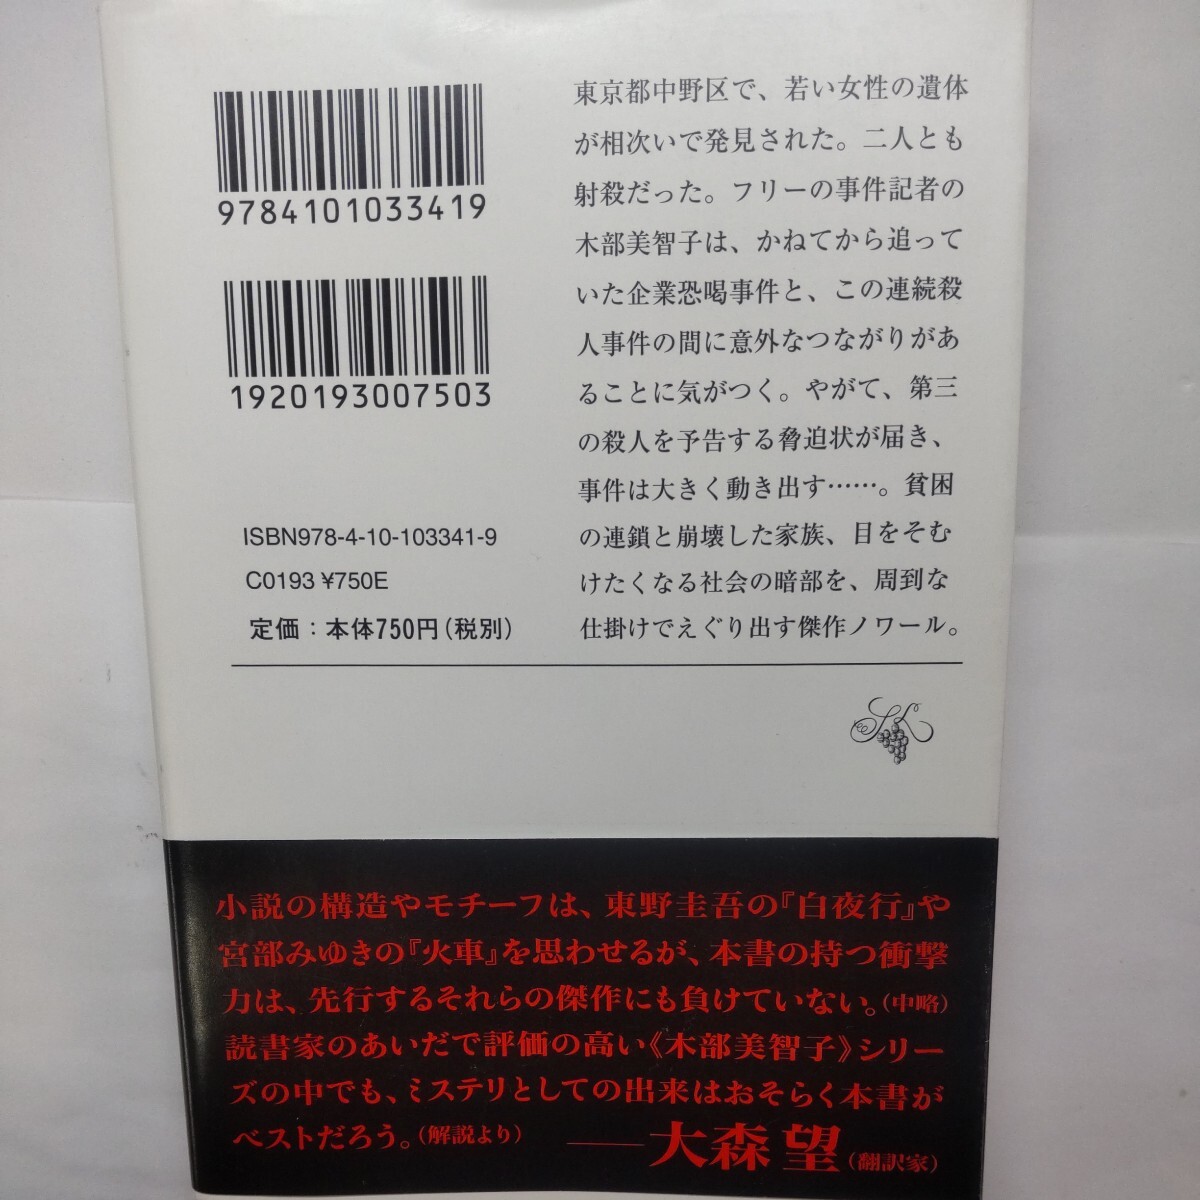 9784101033419
1920193007503
ISBN978-4-10-103341-9
C0193 ¥750E
定価：本体750円（税別）
東京都中野区で、若い女性の遺体
が相次いで発見された。二人とも
射殺だった。フリーの事件記者の
木部美智子は、かねてから追って
いた企業恐喝事件と、この連続殺
人事件の間に意外なつながりがあ
ることに気がつく。やがて、第三
の殺人を予告する脅迫状が届き、
事件は大きく動き出す……。貧困
の連鎖と崩壊した家族、目をそむ
けたくなる社会の暗部を、周到な
仕掛けでえぐり出す傑作ノワール。
小説の構造やモチーフは、東野圭吾の『白夜行』や
宮部みゆきの『火車』を思わせるが、本書の持つ衝撃
力は、先行するそれらの傑作にも負けていない。（中略）
読書家のあいだで評価の高い《木部美智子》シリー
ズの中でも、ミステリとしての出来はおそらく本書が
ベストだろう。（解説より）
――大森 望（翻訳家）